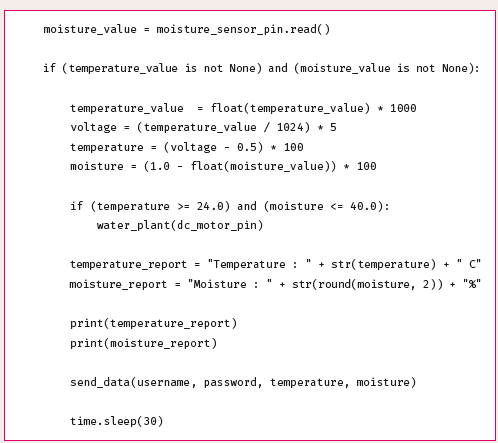 moisture_value = moisture_sensor_pin.read()
if (temperature_value is not None) and (moisture_value is not None):
temperature_value  = float(temperature_value) * 1000
voltage = (temperature_value / 1024) * 5
temperature = (voltage - 0.5) * 100
moisture = (1.0 - float(moisture_value)) * 100
if (temperature >= 24.0) and (moisture <= 40.0):
water_plant(dc_motor_pin)
temperature_report = "Temperature : " + str(temperature) + " C"
moisture_report = "Moisture : " + str(round(moisture, 2)) + "%"
print(temperature_report)
print(moisture_report)
send_data(username, password, temperature, moisture)
time.sleep(30)